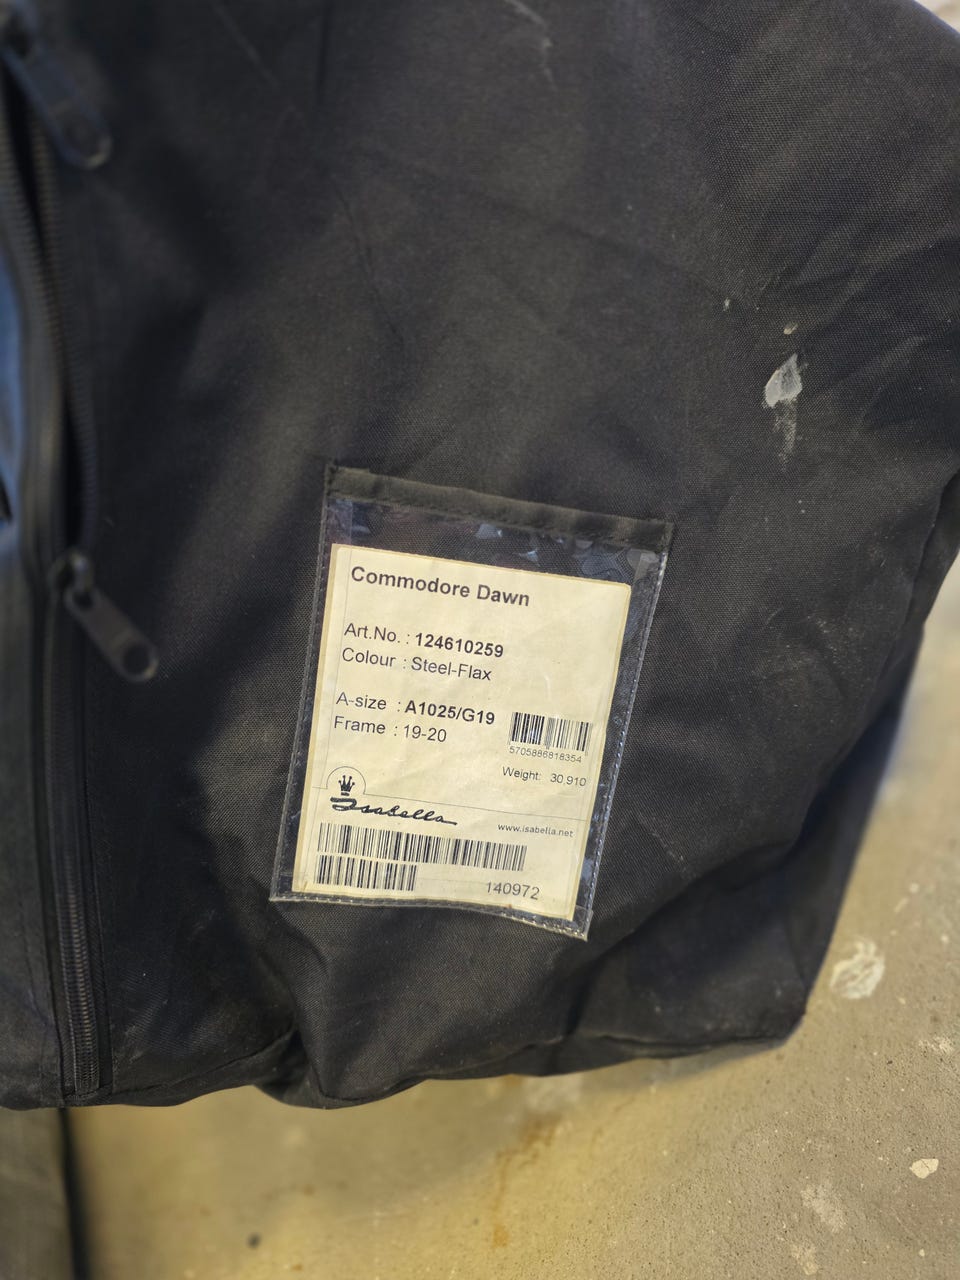 Commodore Dawn
Art.No. : 124610259
Colour : Steel-Flax
A-size : A1025/G19
Frame : 19-20
5705886818354
Weight: 30,910
Isabella
www.isabella.net
140972